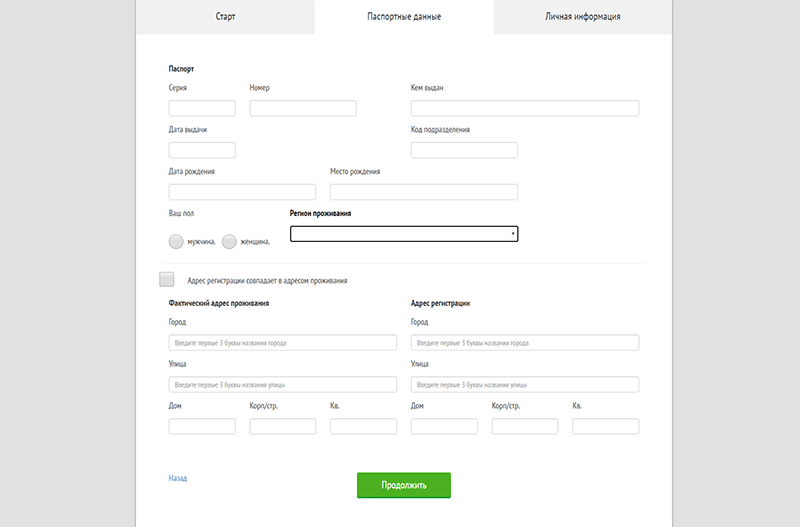 Старт Паспортные данные Личная информация
Паспорт
Серия Номер Кем выдан
Дата выдачи Код подразделения
Дата рождения Место рождения
Ваш пол Регион проживания
мужчина. женщина.
Адрес регистрации совпадает в адресом проживания
Фактический адрес проживания Адрес регистрации
Город Город
Введите первые 3 буквы названия города Введите первые 3 буквы названия города
Улица Улица
Введите первые 3 буквы названия улицы Введите первые 3 буквы названия улицы
Дом Корп/стр. Кв. Дом Корп/стр. Кв.
Назад Продолжить